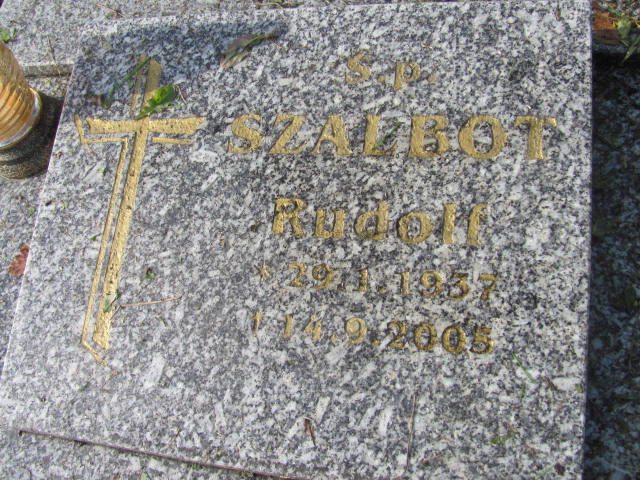 Ś.p.
SZALBOT
Rudolf
* 29.1.1937
† 14.9.2005